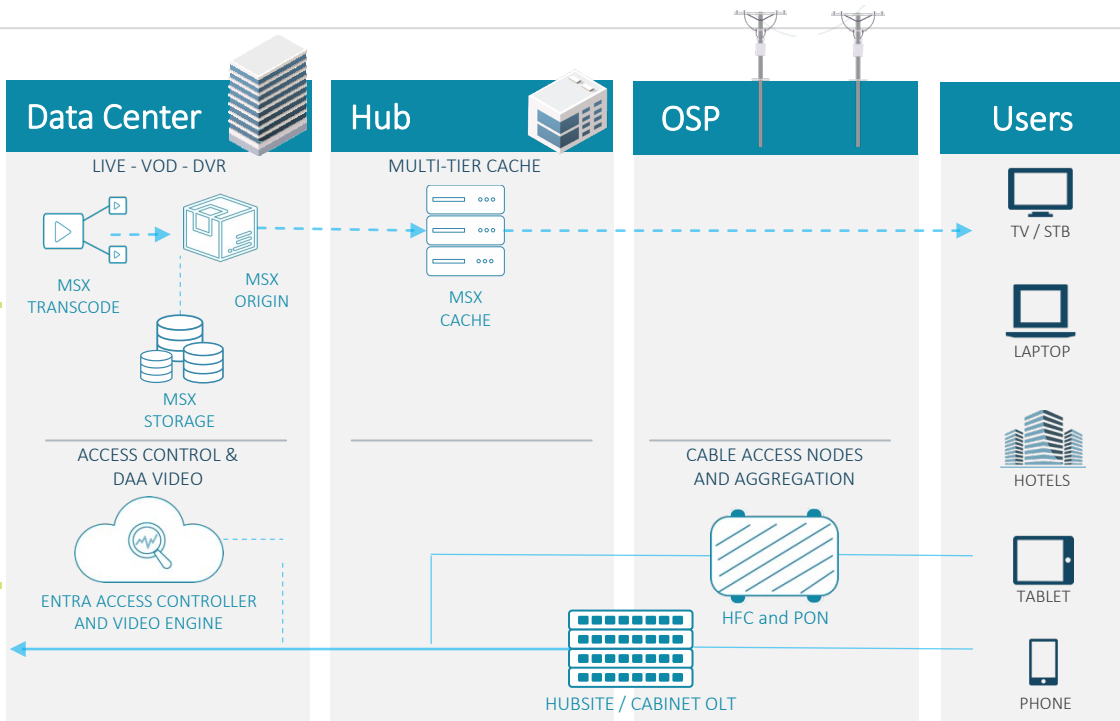 Data Center
Hub
OSP
Users
LIVE - VOD - DVR
MULTI-TIER CACHE
MSX
TRANSCODE
MSX
ORIGIN
MSX
STORAGE
MSX
CACHE
TV / STB
LAPTOP
HOTELS
TABLET
PHONE
ACCESS CONTROL &
DAA VIDEO
ENTRA ACCESS CONTROLLER
AND VIDEO ENGINE
CABLE ACCESS NODES
AND AGGREGATION
HFC and PON
HUBSITE / CABINET OLT